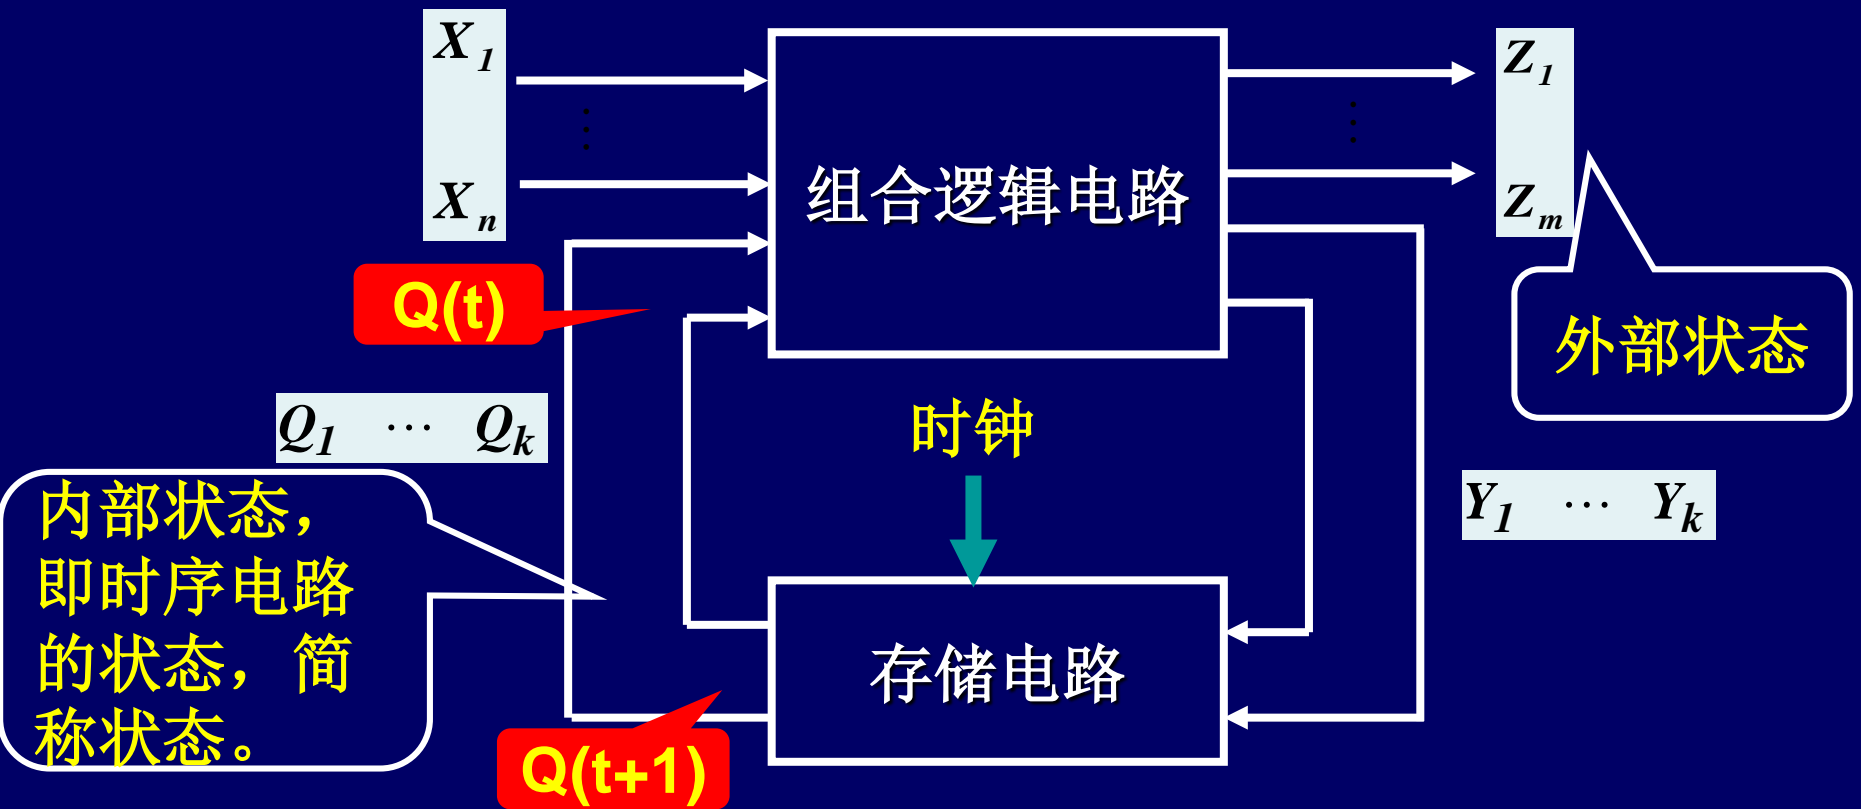 X1
⋮
Xn
组合逻辑电路
Z1
⋮
Zm
Q(t)
外部状态
Q1 ⋯ Qk
时钟
Y1 ⋯ Yk
内部状态，
即时序电路
的状态，简
称状态。
存储电路
Q(t+1)